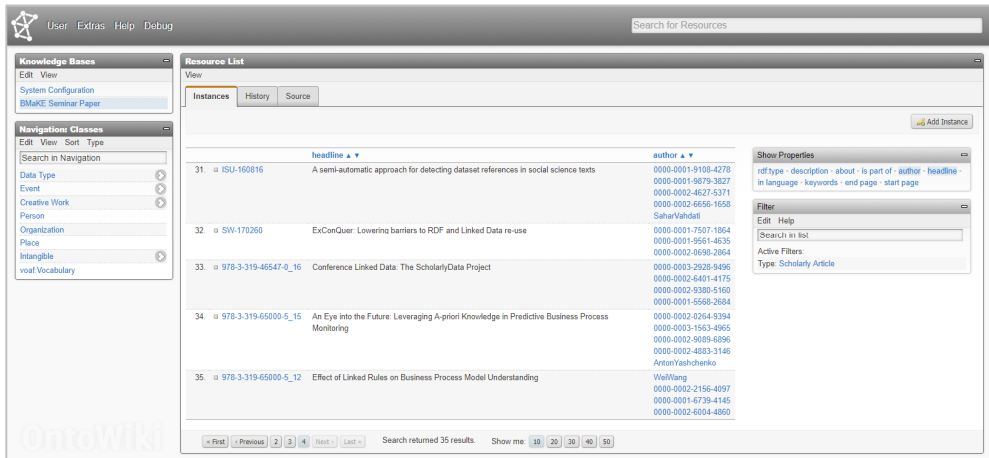 User Extras Help Debug
Search for Resources
Knowledge Bases
Edit View
System Configuration
BMaKE Seminar Paper
Navigation: Classes
Edit View Sort Type
Search in Navigation
Data Type
Event
Creative Work
Person
Organization
Place
Intangible
voaf:Vocabulary
Resource List
View
Instances History Source
Add Instance
headline ▲ ▼ author ▲ ▼
31. ISU-160816 A semi-automatic approach for detecting dataset references in social science texts 0000-0001-9108-4278
0000-0001-9879-3827
0000-0002-4627-5371
0000-0002-6656-1658
SaharVahdati
32. SW-170260 ExConQuer: Lowering barriers to RDF and Linked Data re-use 0000-0001-7507-1864
0000-0001-9561-4635
0000-0002-0698-2864
33. 978-3-319-46547-0_16 Conference Linked Data: The ScholarlyData Project 0000-0003-2928-9496
0000-0002-6401-4175
0000-0002-9380-5160
0000-0001-5568-2684
34. 978-3-319-65000-5_15 An Eye into the Future: Leveraging A-priori Knowledge in Predictive Business Process 0000-0002-0264-9394
Monitoring 0000-0003-1563-4965
0000-0002-9089-6896
0000-0002-4883-3146
AntonYashchenko
35. 978-3-319-65000-5_12 Effect of Linked Rules on Business Process Model Understanding WeiWang
0000-0002-2156-4097
0000-0001-6739-4145
0000-0002-6004-4860
« First ‹ Previous 2 3 4 Next › Last » Search returned 35 results. Show me: 10 20 30 40 50
Show Properties
rdf:type - description - about - is part of - author - headline -
in language - keywords - end page - start page
Filter
Edit Help
Search in list
Active Filters:
Type: Scholarly Article
OntoWiki